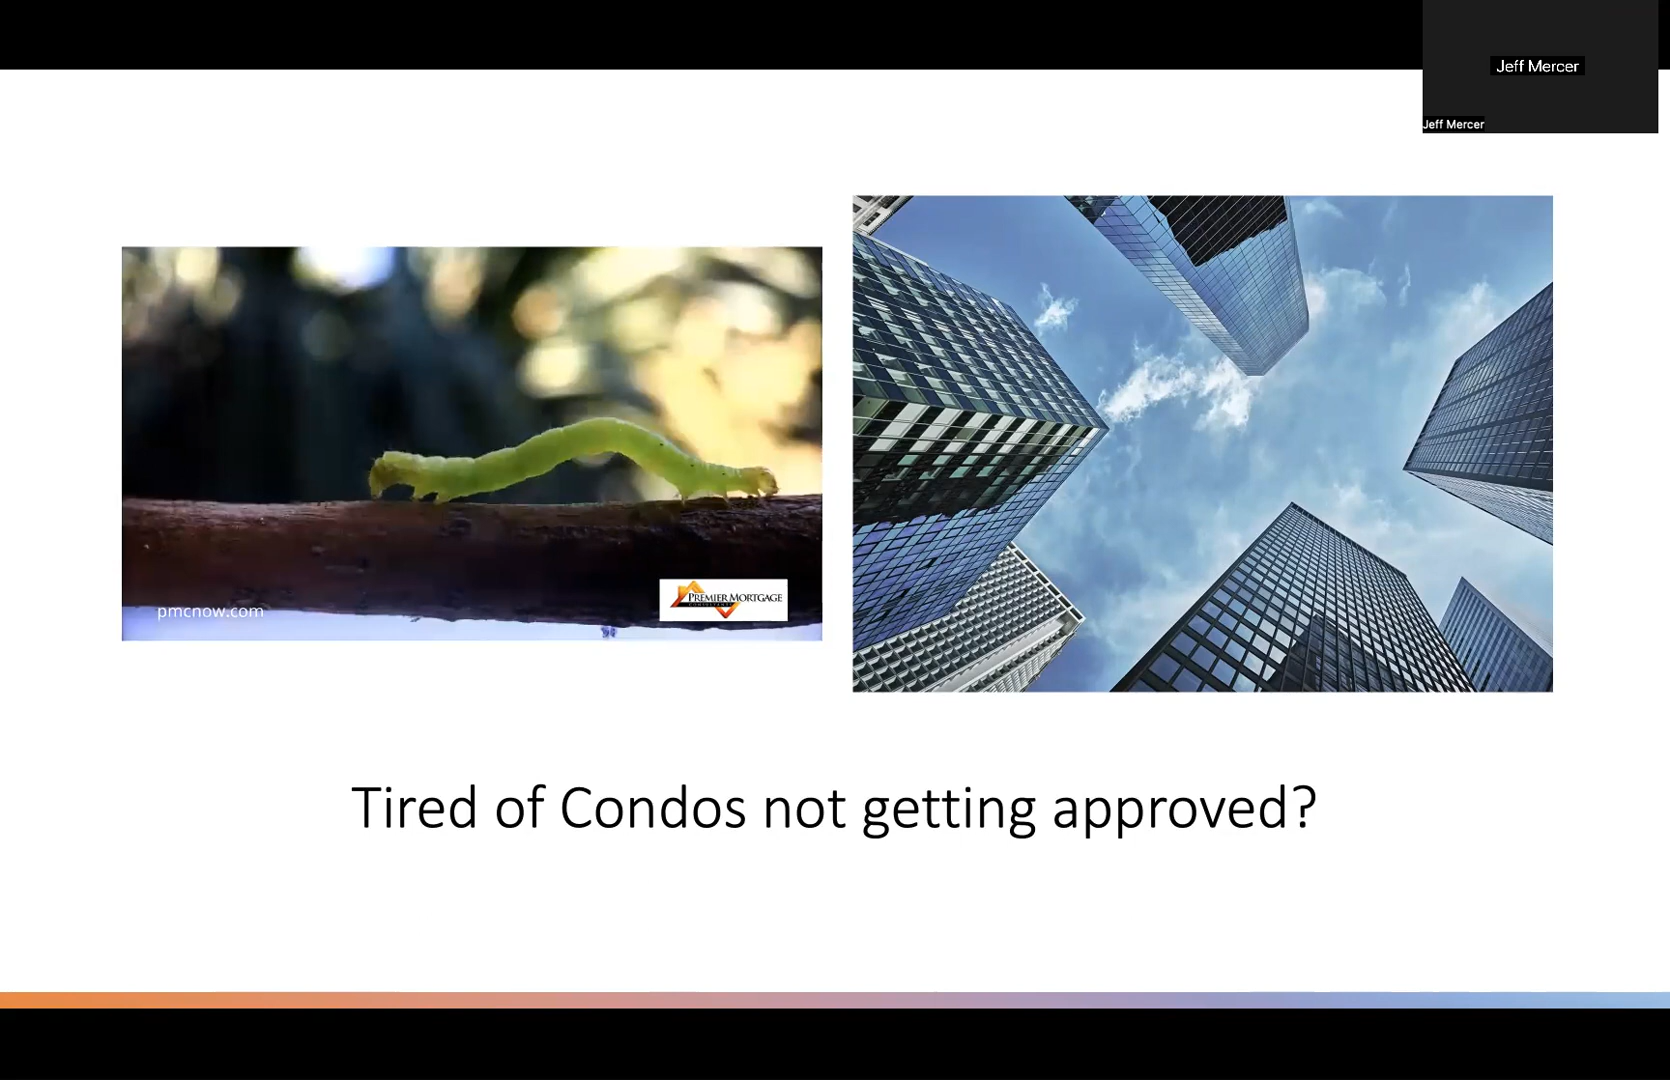 Jeff Mercer
Jeff Mercer
pmcnow.com
PREMIER MORTGAGE
Tired of Condos not getting approved?